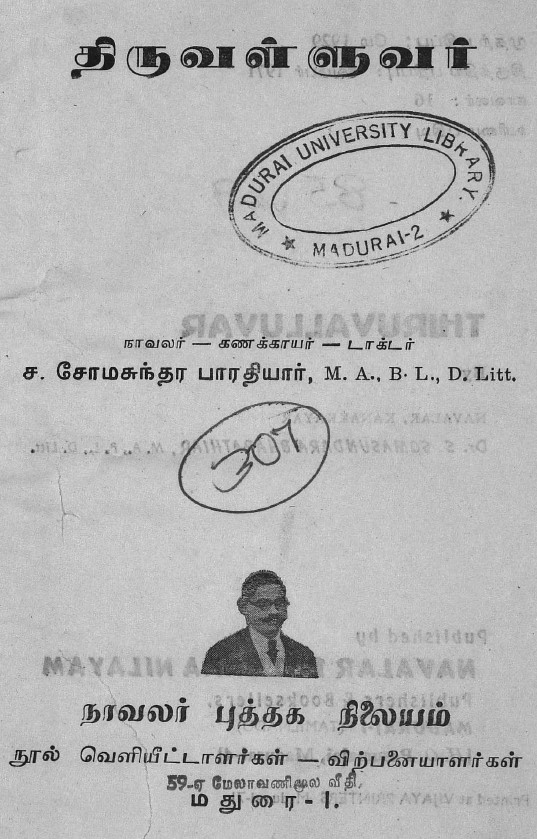 திருவள்ளுவர்
MADURAI UNIVERSITY LIBRARY.
★ MADURAI-2 ★
நாவலர் — கணக்காயர் — டாக்டர்
ச. சோமசுந்தர பாரதியார், M. A., B. L., D. Litt.
307
நாவலர் புத்தக நிலையம்
நூல் வெளியீட்டாளர்கள் — விற்பனையாளர்கள்
59-ஏ மேலாவணிமூல வீதி,
மதுரை-1.